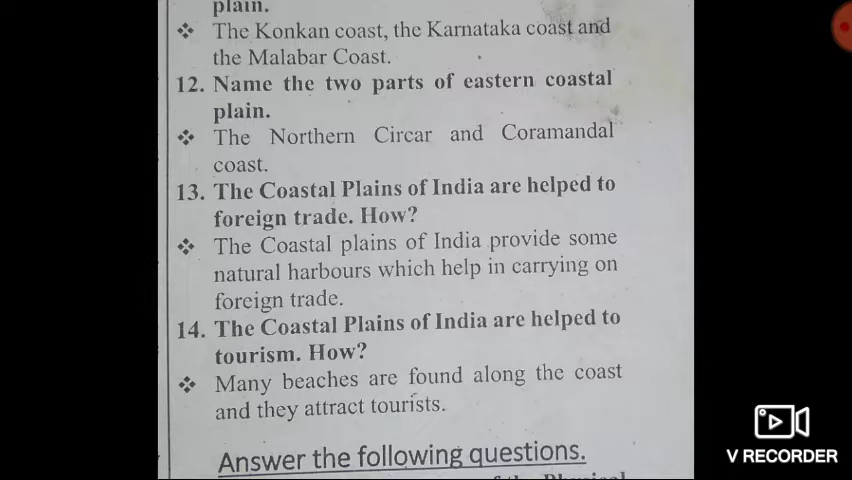 plain.
❖ The Konkan coast, the Karnataka coast and
the Malabar Coast.
12. Name the two parts of eastern coastal
plain.
❖ The Northern Circar and Coramandal
coast.
13. The Coastal Plains of India are helped to
foreign trade. How?
❖ The Coastal plains of India provide some
natural harbours which help in carrying on
foreign trade.
14. The Coastal Plains of India are helped to
tourism. How?
❖ Many beaches are found along the coast
and they attract tourists.
Answer the following questions.
of the Physical
V RECORDER